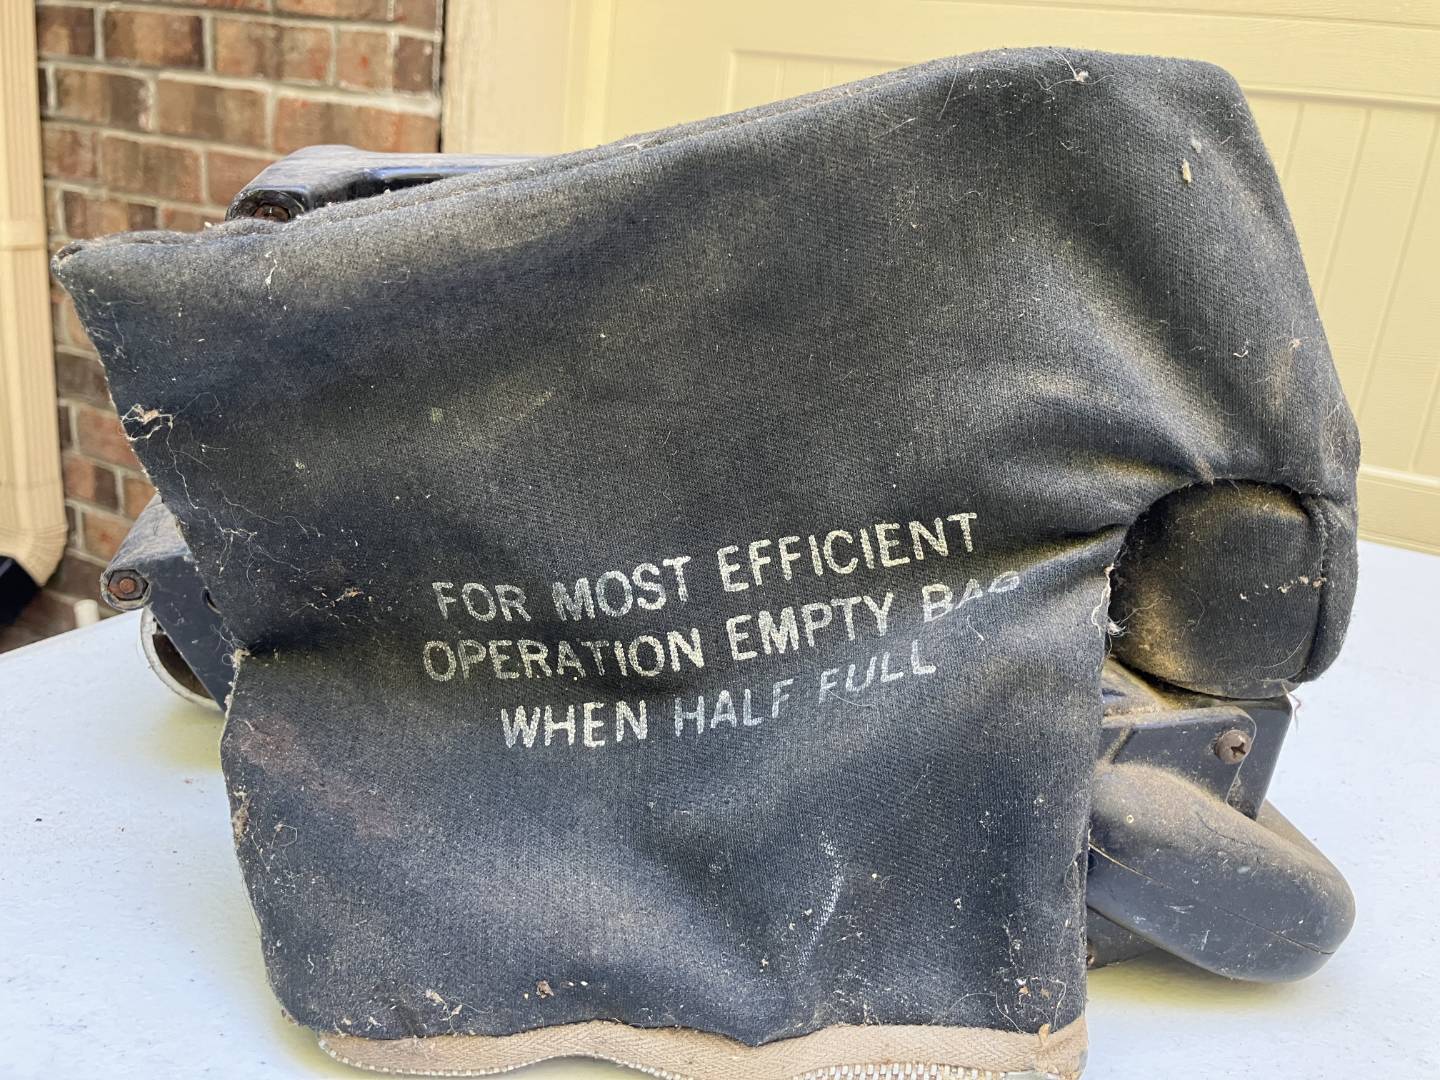 FOR MOST EFFICIENT
OPERATION EMPTY BAG
WHEN HALF FULL